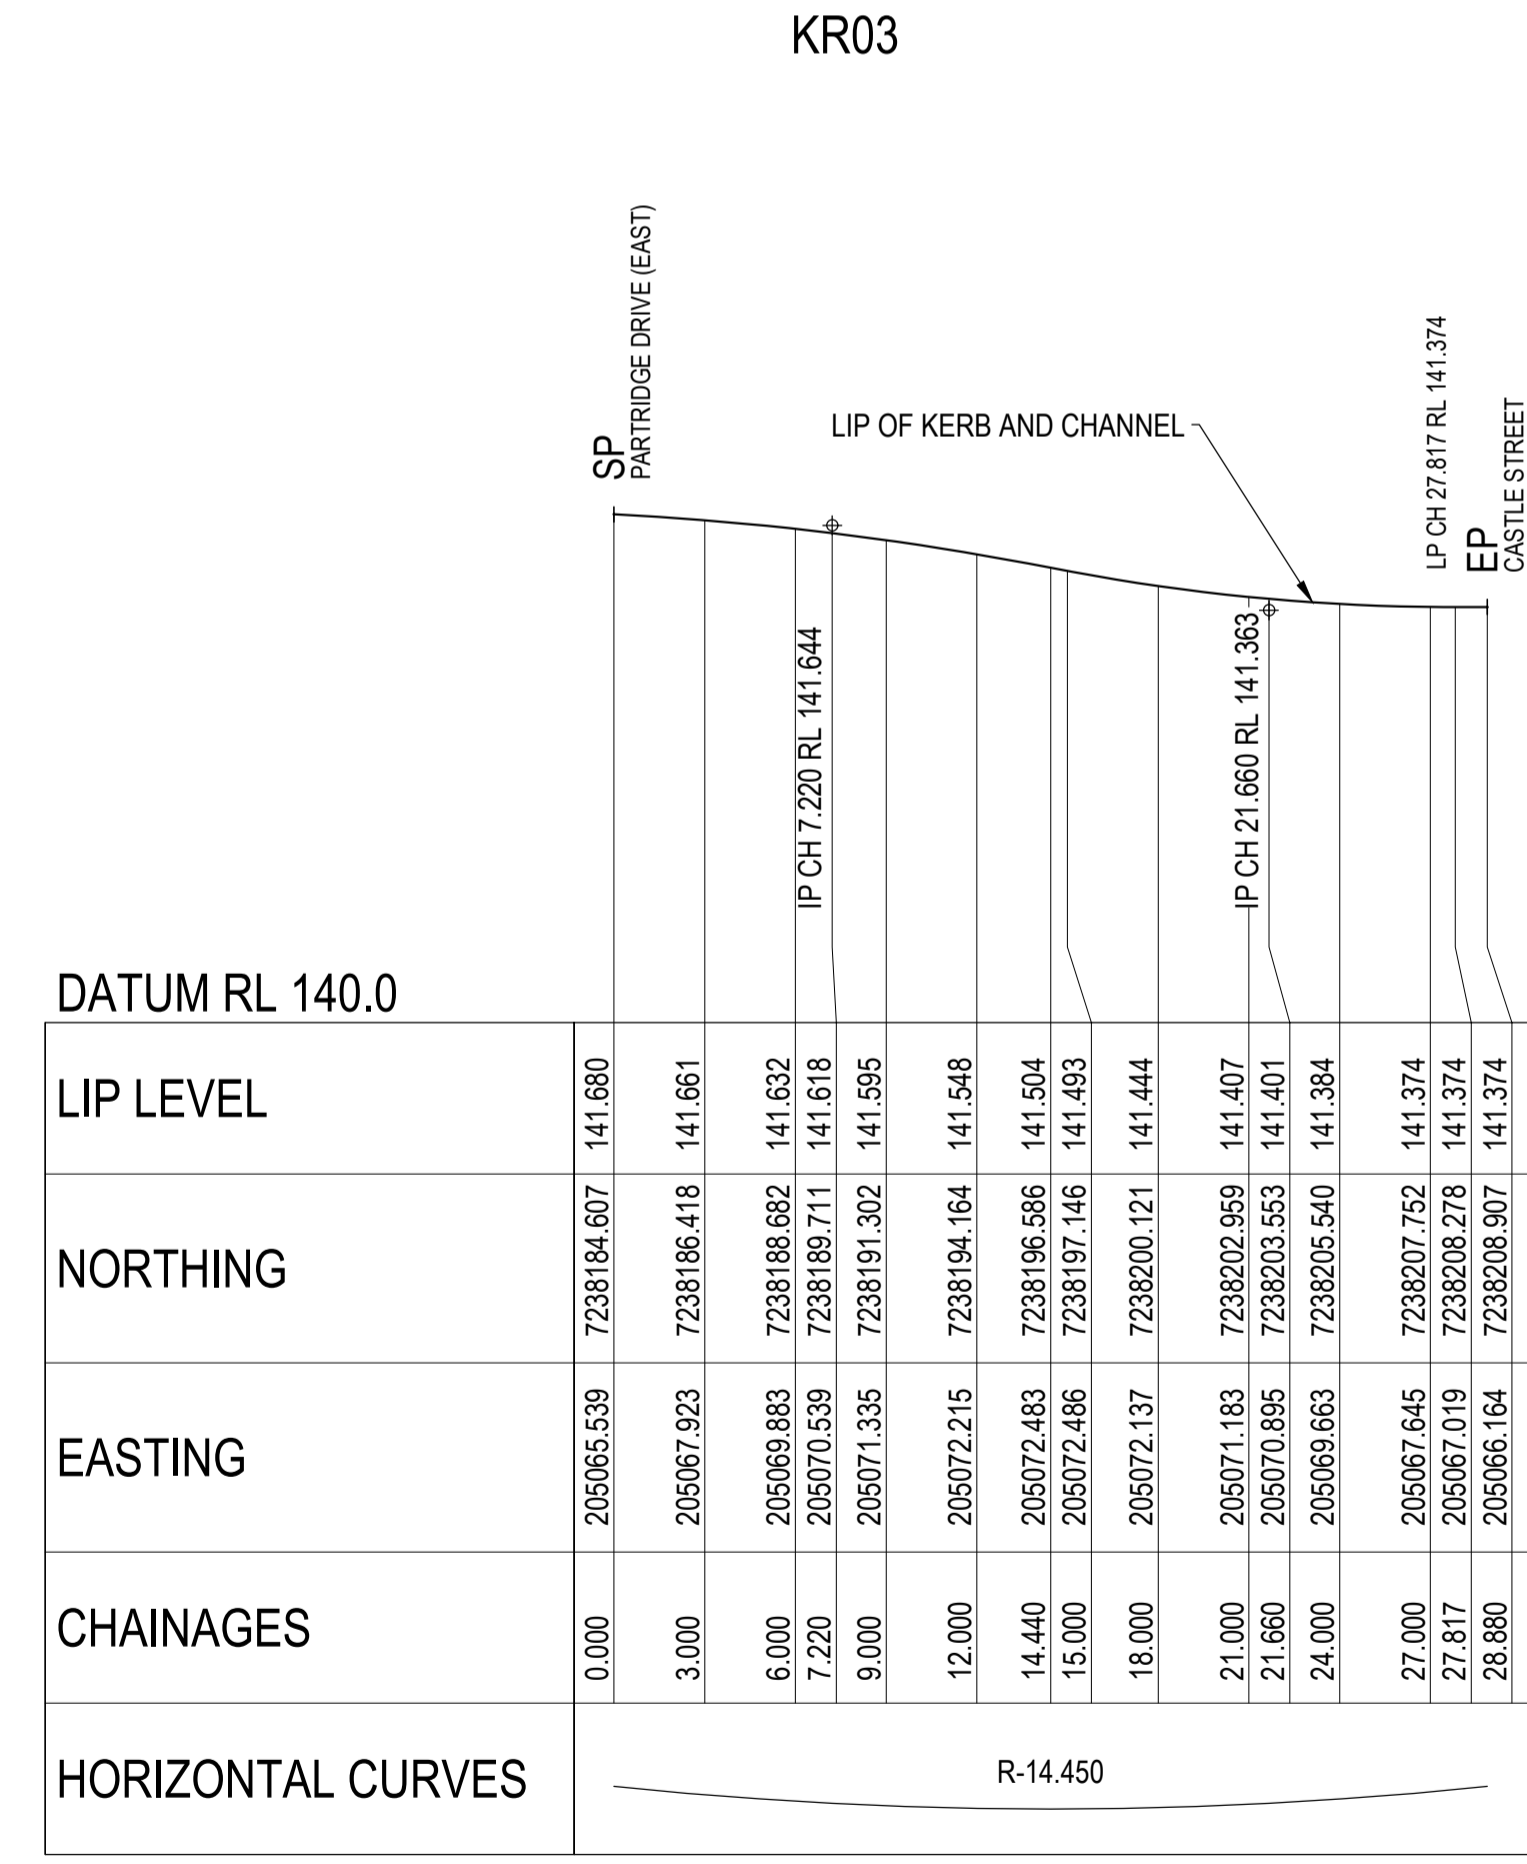 KR03
SP
PARTRIDGE DRIVE (EAST)
LIP OF KERB AND CHANNEL
LP CH 27.817 RL 141.374
EP
CASTLE STREET
IP CH 7.220 RL 141.644
IP CH 21.660 RL 141.363
DATUM RL 140.0
LIP LEVEL 141.680 141.661 141.632 141.618 141.595 141.548 141.504 141.493 141.444 141.407 141.401 141.384 141.374 141.374 141.374
NORTHING 7238184.607 7238186.418 7238188.682 7238189.711 7238191.302 7238194.164 7238196.586 7238197.146 7238200.121 7238202.959 7238203.553 7238205.540 7238207.752 7238208.278 7238208.907
EASTING 205065.539 205067.923 205069.883 205070.539 205071.335 205072.215 205072.483 205072.486 205072.137 205071.183 205070.895 205069.663 205067.645 205067.019 205066.164
CHAINAGES 0.000 3.000 6.000 7.220 9.000 12.000 14.440 15.000 18.000 21.000 21.660 24.000 27.000 27.817 28.880
HORIZONTAL CURVES R-14.450